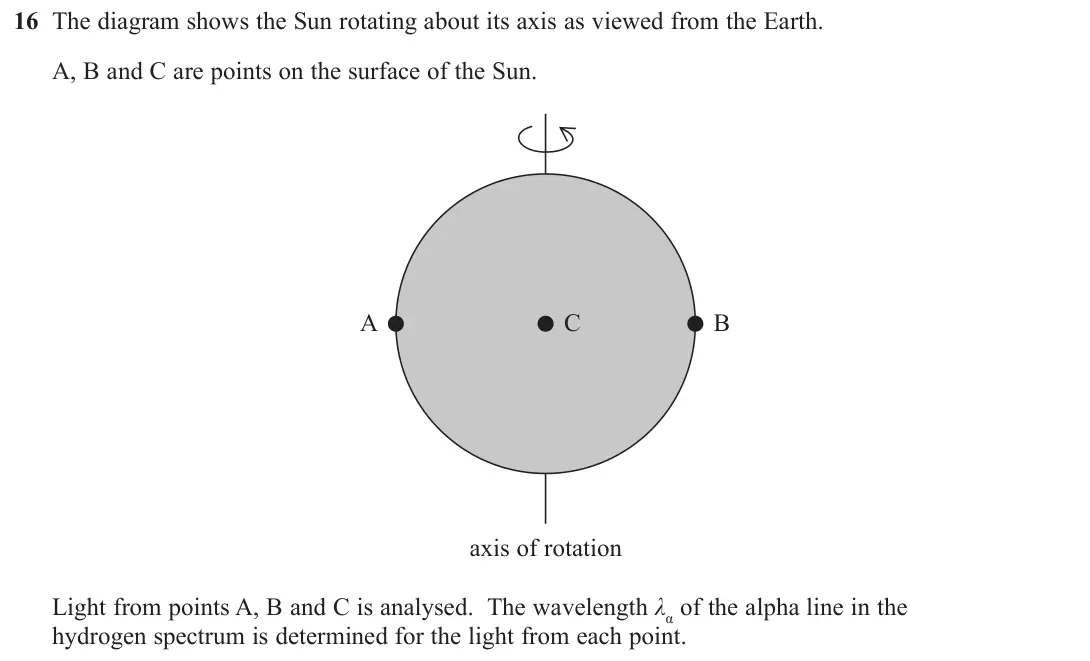 16 The diagram shows the Sun rotating about its axis as viewed from the Earth.
A, B and C are points on the surface of the Sun.
A
C
B
axis of rotation
Light from points A, B and C is analysed. The wavelength λα of the alpha line in the
hydrogen spectrum is determined for the light from each point.